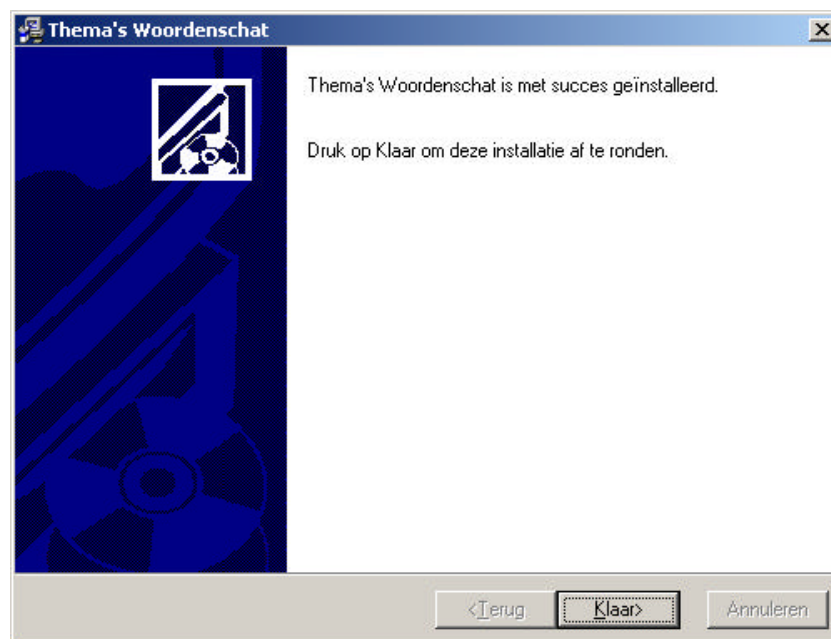 Thema's Woordenschat
Thema's Woordenschat is met succes geïnstalleerd.
Druk op Klaar om deze installatie af te ronden.
<Terug
Klaar>
Annuleren